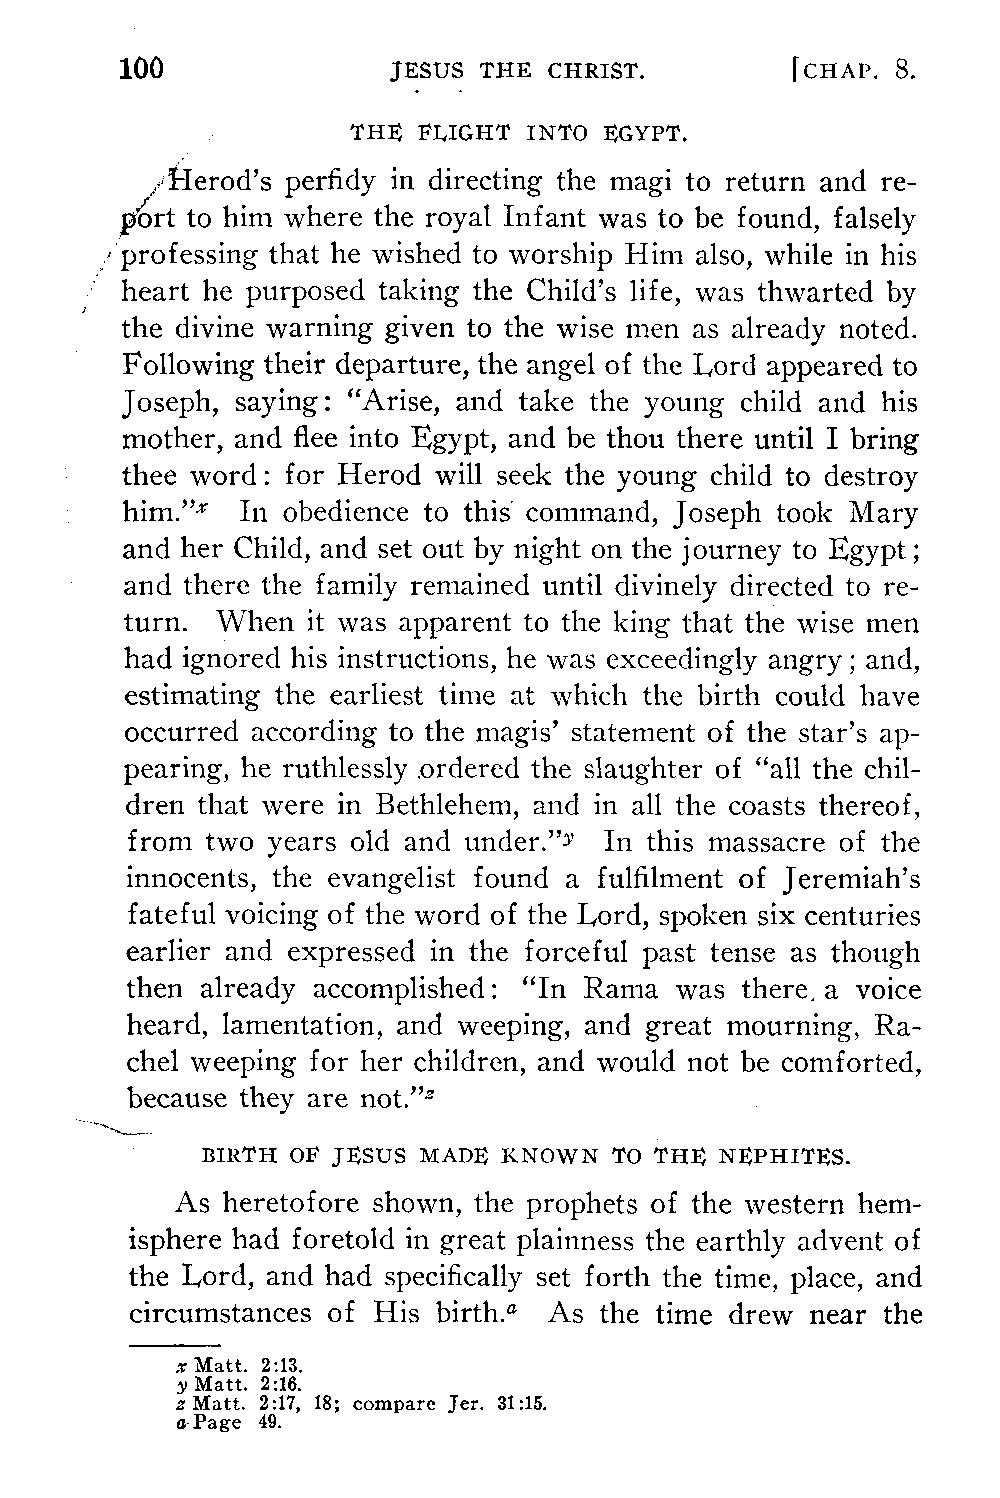 100 JESUS THE CHRIST. [CHAP. 8.
THE FLIGHT INTO EGYPT.
Herod's perfidy in directing the magi to return and re-
port to him where the royal Infant was to be found, falsely
professing that he wished to worship Him also, while in his
heart he purposed taking the Child's life, was thwarted by
the divine warning given to the wise men as already noted.
Following their departure, the angel of the Lord appeared to
Joseph, saying: "Arise, and take the young child and his
mother, and flee into Egypt, and be thou there until I bring
thee word: for Herod will seek the young child to destroy
him."x In obedience to this command, Joseph took Mary
and her Child, and set out by night on the journey to Egypt;
and there the family remained until divinely directed to re-
turn. When it was apparent to the king that the wise men
had ignored his instructions, he was exceedingly angry; and,
estimating the earliest time at which the birth could have
occurred according to the magis' statement of the star's ap-
pearing, he ruthlessly ordered the slaughter of "all the chil-
dren that were in Bethlehem, and in all the coasts thereof,
from two years old and under."y In this massacre of the
innocents, the evangelist found a fulfilment of Jeremiah's
fateful voicing of the word of the Lord, spoken six centuries
earlier and expressed in the forceful past tense as though
then already accomplished: "In Rama was there a voice
heard, lamentation, and weeping, and great mourning, Ra-
chel weeping for her children, and would not be comforted,
because they are not."z
BIRTH OF JESUS MADE KNOWN TO THE NEPHITES.
As heretofore shown, the prophets of the western hem-
isphere had foretold in great plainness the earthly advent of
the Lord, and had specifically set forth the time, place, and
circumstances of His birth.a As the time drew near the
x Matt. 2:13.
y Matt. 2:16.
z Matt. 2:17, 18; compare Jer. 31:15.
a Page 49.